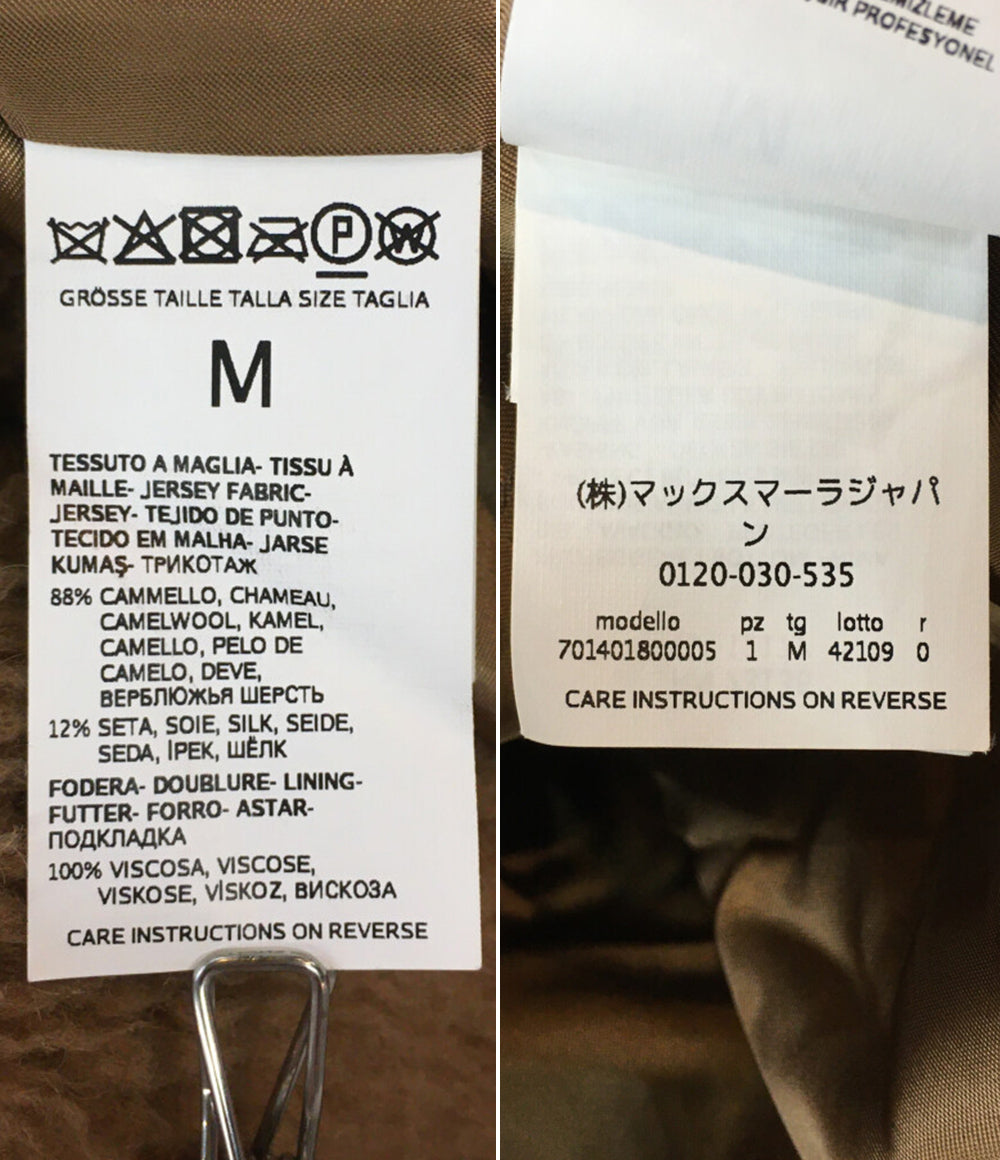 GRÖSSE TAILLE TALLA SIZE TAGLIA
M
TESSUTO A MAGLIA- TISSU À
MAILLE- JERSEY FABRIC-
JERSEY- TEJIDO DE PUNTO-
TECIDO EM MALHA- JARSE
KUMAŞ- ТРИКОТАЖ
88% CAMMELLO, CHAMEAU,
CAMELWOOL, KAMEL,
CAMELLO, PELO DE
CAMELO, DEVE,
ВЕРБЛЮЖЬЯ ШЕРСТЬ
12% SETA, SOIE, SILK, SEIDE,
SEDA, İPEK, ШЁЛК
FODERA- DOUBLURE- LINING-
FUTTER- FORRO- ASTAR-
ПОДКЛАДКА
100% VISCOSA, VISCOSE,
VISKOSE, VİSKOZ, ВИСКОЗА
CARE INSTRUCTIONS ON REVERSE
PROFESYONEL
(株)マックスマーラジャパ
ン
0120-030-535
modello pz tg lotto r
701401800005 1 M 42109 0
CARE INSTRUCTIONS ON REVERSE